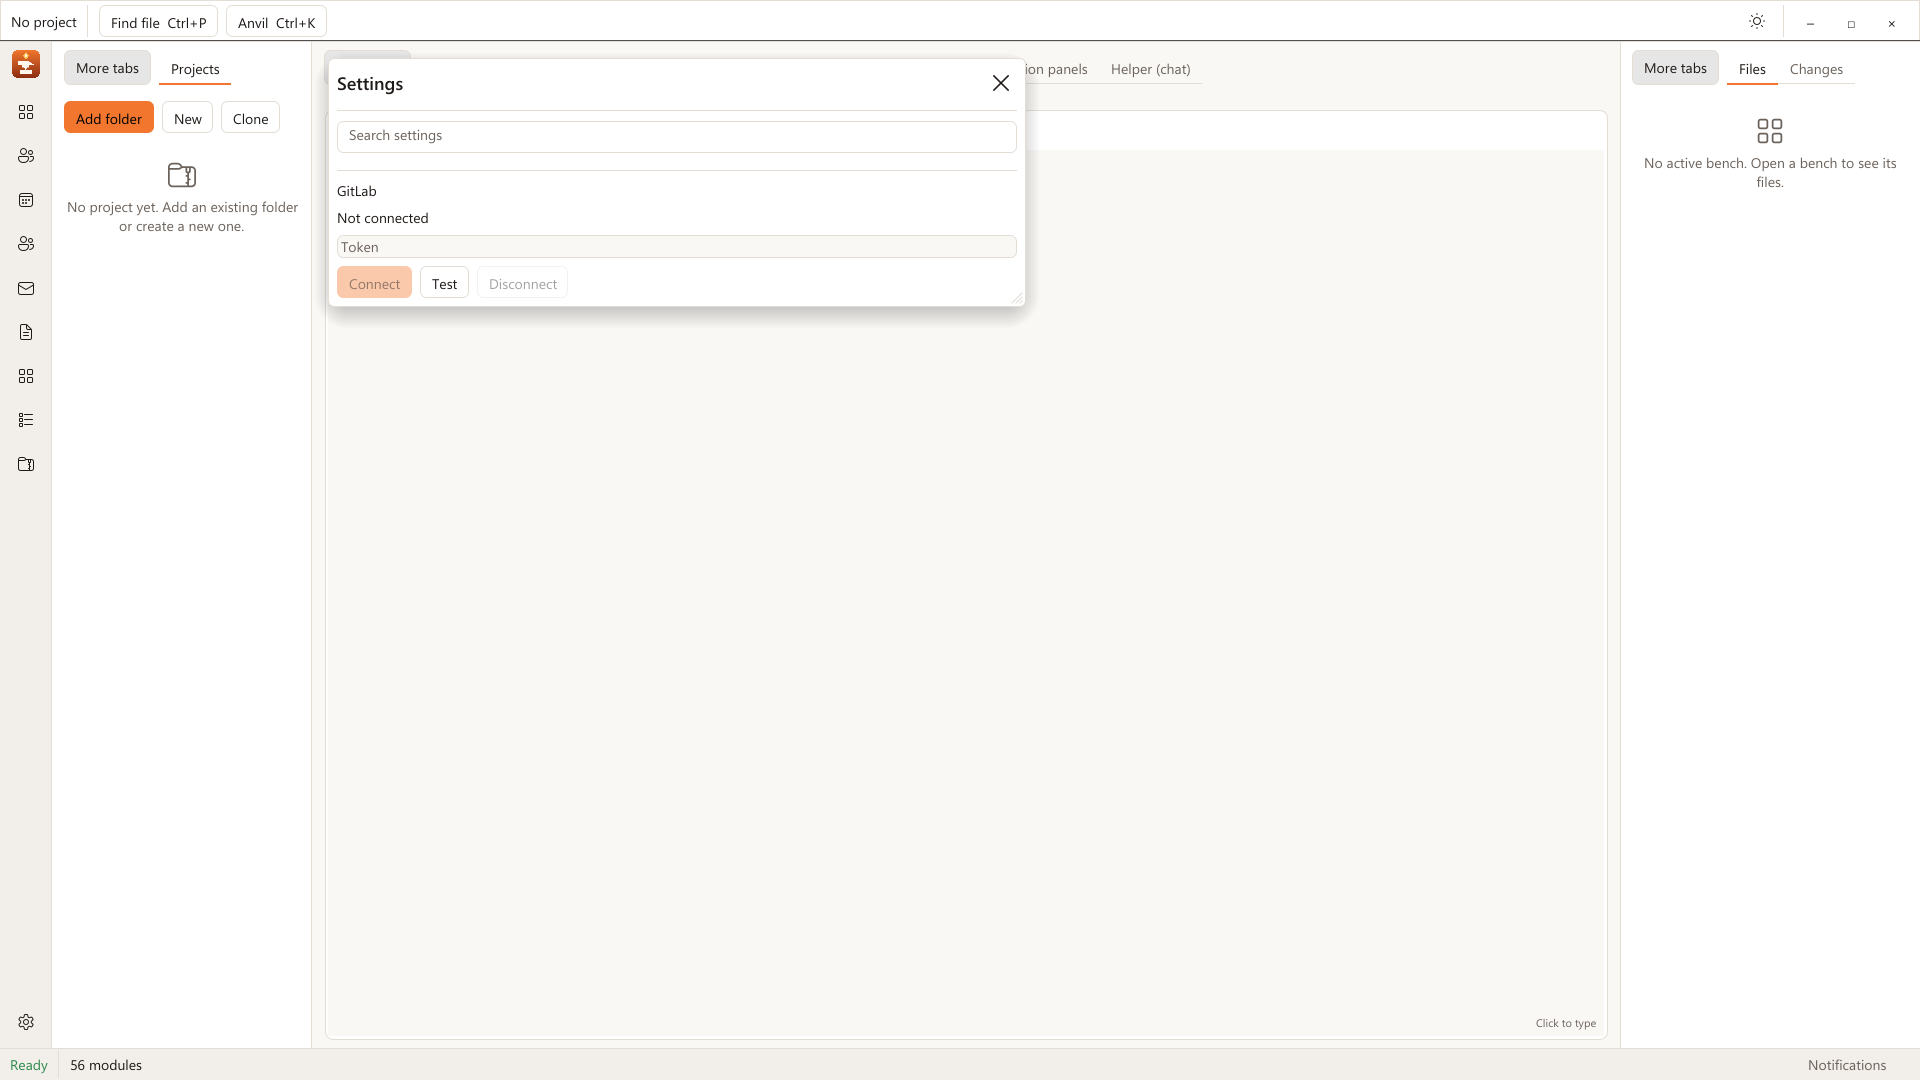 No project
Find file Ctrl+P
Anvil Ctrl+K
More tabs
Projects
Add folder
New
Clone
No project yet. Add an existing folder
or create a new one.
Settings
Search settings
GitLab
Not connected
Token
Connect
Test
Disconnect
panels
Helper (chat)
Click to type
More tabs
Files
Changes
No active bench. Open a bench to see its
files.
Ready
56 modules
Notifications